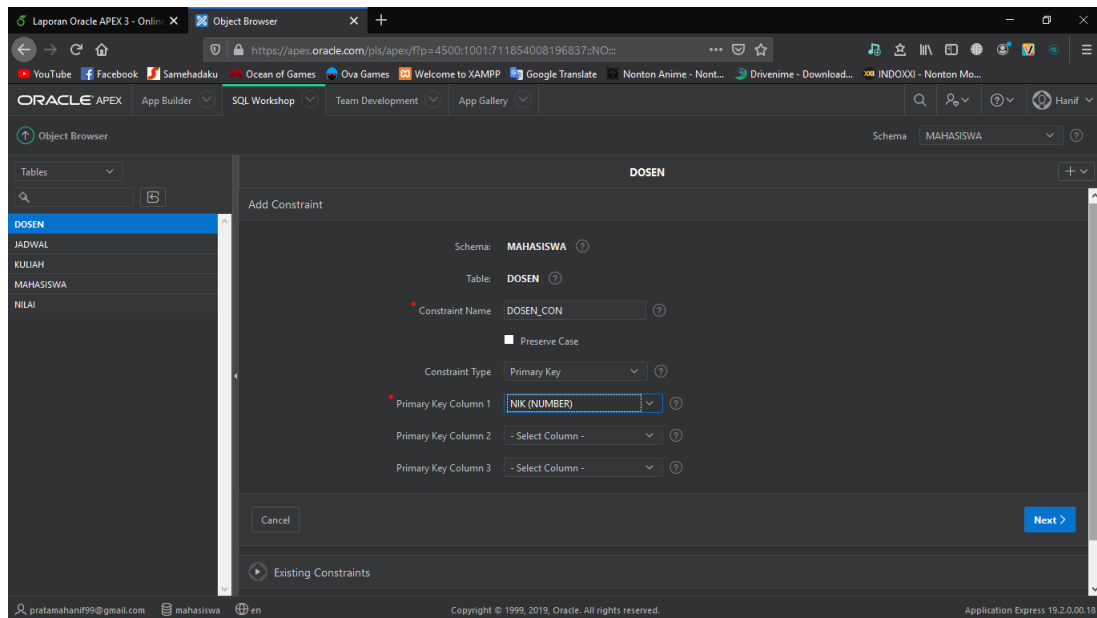 Laporan Oracle APEX 3 - Online
Object Browser
https://apex.oracle.com/pls/apex/f?p=4500:1001:711854008196837::NO:::
YouTube Facebook Samehadaku Ocean of Games Ova Games Welcome to XAMPP Google Translate Nonton Anime - Nont... Drivenime - Download... INDOXXI - Nonton Mo...
ORACLE APEX App Builder SQL Workshop Team Development App Gallery Hanif
Object Browser Schema MAHASISWA
Tables
DOSEN
DOSEN
JADWAL
KULIAH
MAHASISWA
NILAI
Add Constraint
Schema: MAHASISWA
Table: DOSEN
Constraint Name DOSEN_CON
Preserve Case
Constraint Type Primary Key
Primary Key Column 1 NIK (NUMBER)
Primary Key Column 2 - Select Column -
Primary Key Column 3 - Select Column -
Cancel Next >
Existing Constraints
pratamahanif99@gmail.com mahasiswa en Copyright © 1999, 2019, Oracle. All rights reserved. Application Express 19.2.0.00.18